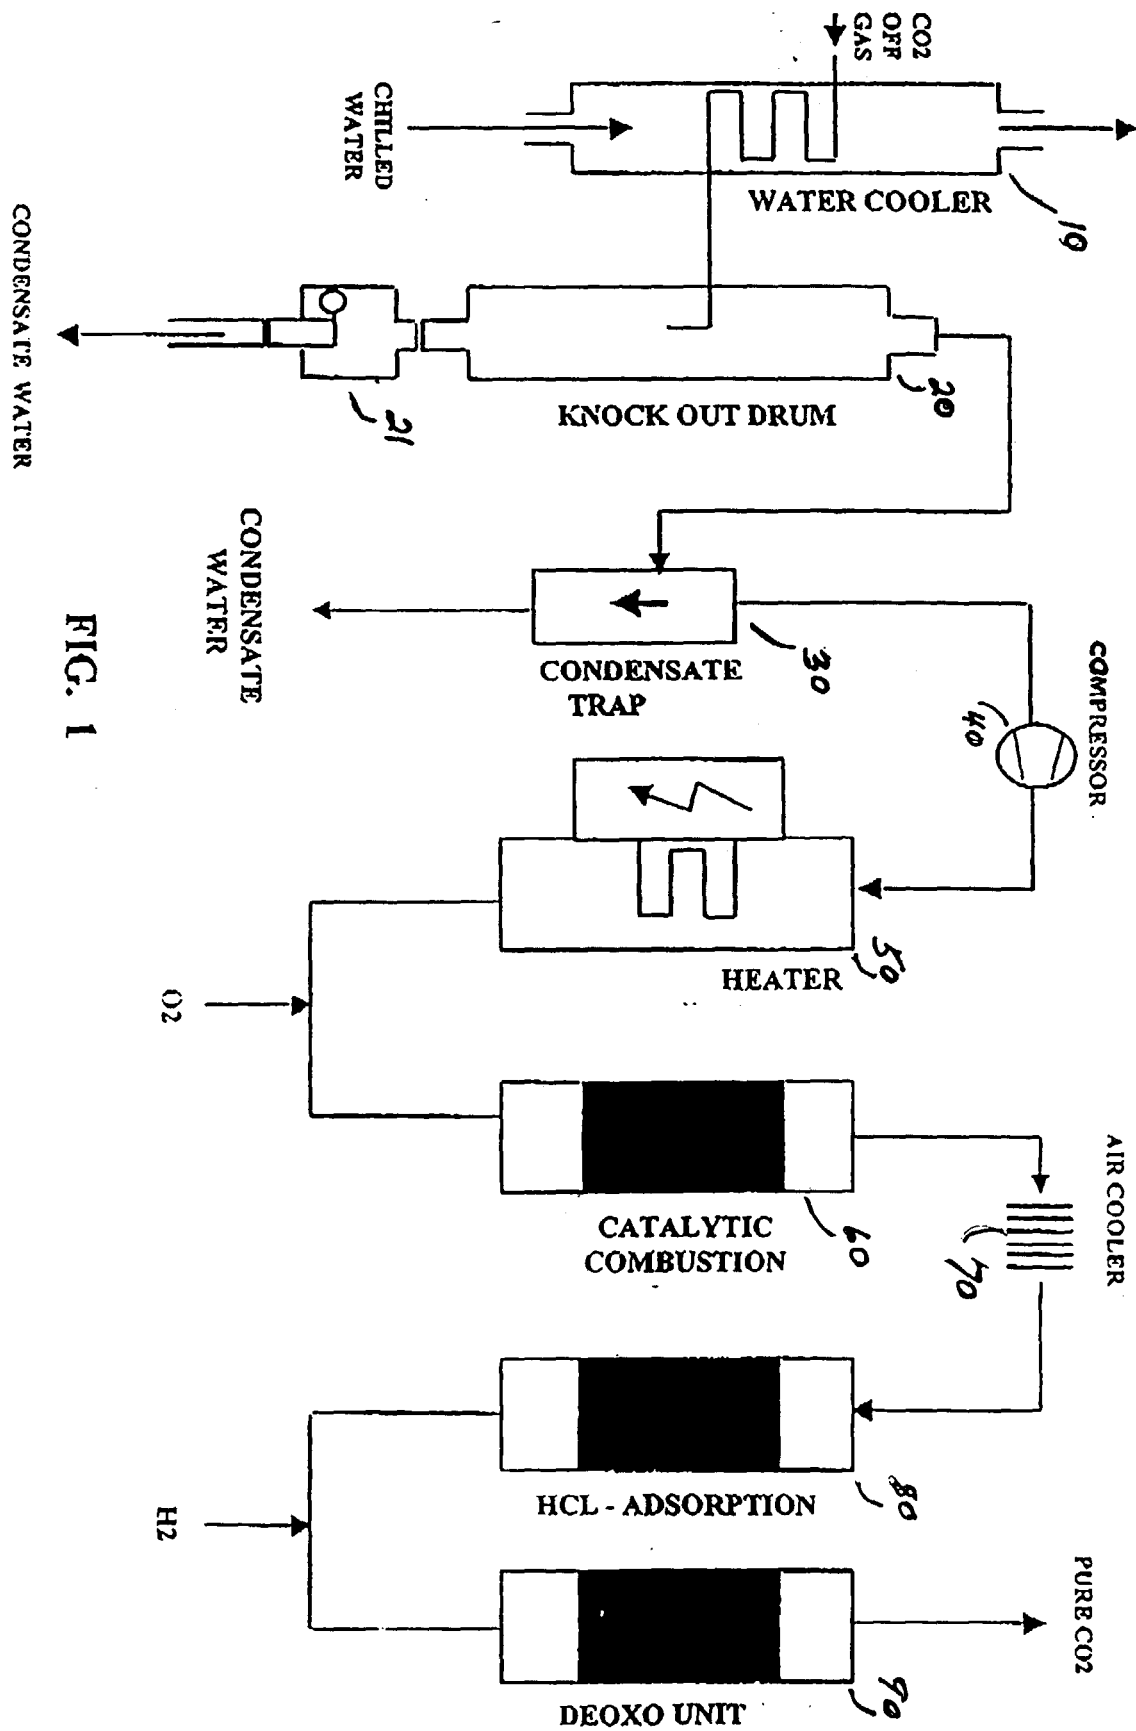 CO2
OFF
GAS
CHILLED
WATER
WATER COOLER
10
CONDENSATE WATER
21
KNOCK OUT DRUM
20
CONDENSATE
WATER
CONDENSATE
TRAP
30
COMPRESSOR
40
HEATER
50
O2
CATALYTIC
COMBUSTION
60
AIR COOLER
70
HCL - ADSORPTION
80
H2
DEOXO UNIT
90
PURE CO2
FIG. 1